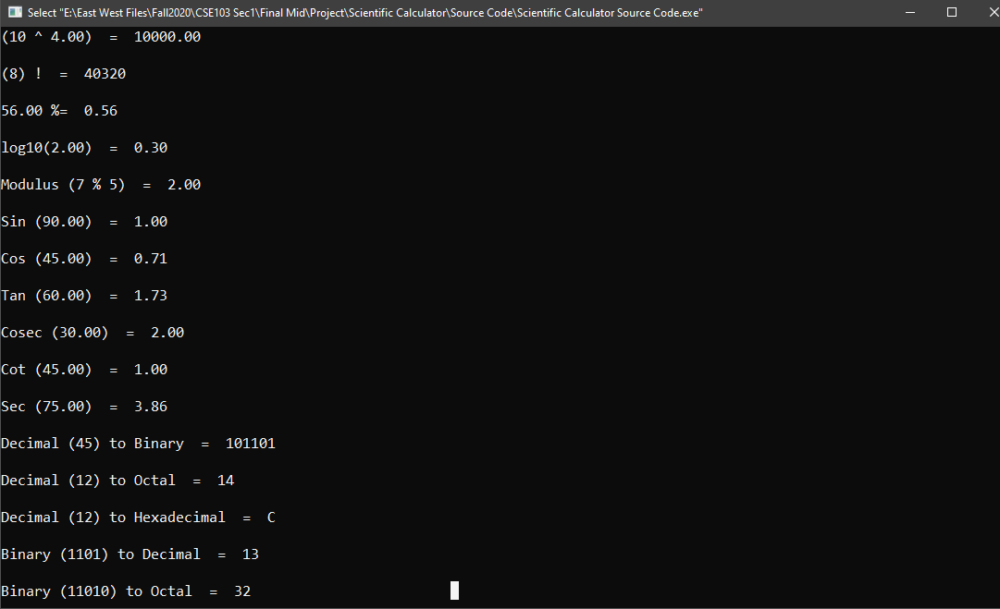 Select "E:\East West Files\Fall2020\CSE103 Sec1\Final Mid\Project\Scientific Calculator\Source Code\Scientific Calculator Source Code.exe"
(10 ^ 4.00)  =  10000.00
(8) !  =  40320
56.00 %=  0.56
log10(2.00)  =  0.30
Modulus (7 % 5)  =  2.00
Sin (90.00)  =  1.00
Cos (45.00)  =  0.71
Tan (60.00)  =  1.73
Cosec (30.00)  =  2.00
Cot (45.00)  =  1.00
Sec (75.00)  =  3.86
Decimal (45) to Binary  =  101101
Decimal (12) to Octal  =  14
Decimal (12) to Hexadecimal  =  C
Binary (1101) to Decimal  =  13
Binary (11010) to Octal  =  32